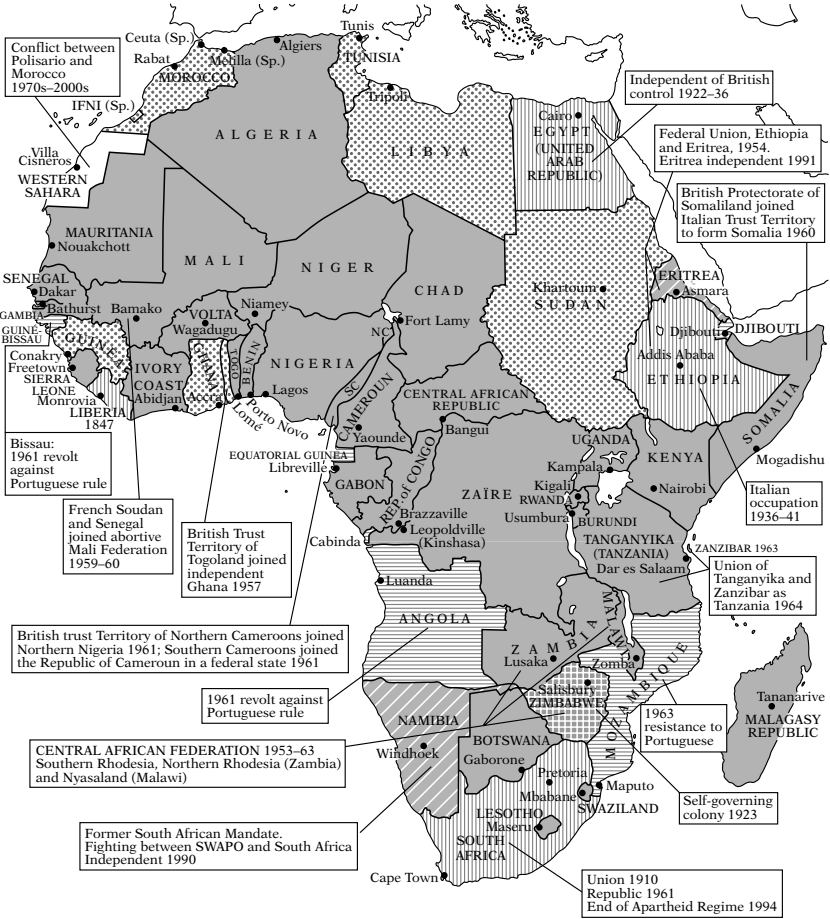 Tunis
Ceuta (Sp.)
Algiers
Rabat
Melilla (Sp.)
MOROCCO
TUNISIA
Tripoli
IFNI (Sp.)
Conflict between
Polisario and
Morocco
1970s–2000s
ALGERIA
LIBYA
Cairo
EGYPT
(UNITED
ARAB
REPUBLIC)
Independent of British
control 1922–36
Federal Union, Ethiopia
and Eritrea, 1954.
Eritrea independent 1991
British Protectorate of
Somaliland joined
Italian Trust Territory
to form Somalia 1960
Villa
Cisneros
WESTERN
SAHARA
MAURITANIA
Nouakchott
MALI
NIGER
CHAD
Khartoum
SUDAN
ERITREA
Asmara
SENEGAL
Dakar
GAMBIA
Bathurst
GUINÉ-
BISSAU
Bamako
VOLTA
Wagadugu
Niamey
NC
Fort Lamy
Djibouti
DJIBOUTI
Addis Ababa
ETHIOPIA
GUINEA
Conakry
Freetown
SIERRA
LEONE
Monrovia
LIBERIA
1847
IVORY
COAST
Abidjan
GHANA
Accra
TOGO
BENIN
Lomé
Porto Novo
Lagos
NIGERIA
SC
CAMEROUN
Yaounde
CENTRAL AFRICAN
REPUBLIC
Bangui
SOMALIA
Mogadishu
UGANDA
Kampala
KENYA
Nairobi
Bissau:
1961 revolt
against
Portuguese rule
EQUATORIAL GUINEA
Libreville
GABON
REP. of CONGO
ZAÏRE
Kigali
RWANDA
Usumbura
BURUNDI
Italian
occupation
1936–41
French Soudan
and Senegal
joined abortive
Mali Federation
1959–60
British Trust
Territory of
Togoland joined
independent
Ghana 1957
Brazzaville
Leopoldville
(Kinshasa)
Cabinda
TANGANYIKA
(TANZANIA)
Dar es Salaam
ZANZIBAR 1963
Union of
Tanganyika and
Zanzibar as
Tanzania 1964
Luanda
ANGOLA
ZAMBIA
Lusaka
MALAWI
Zomba
MOZAMBIQUE
British trust Territory of Northern Cameroons joined
Northern Nigeria 1961; Southern Cameroons joined
the Republic of Cameroun in a federal state 1961
1961 revolt against
Portuguese rule
Salisbury
ZIMBABWE
1963
resistance to
Portuguese
Tananarive
MALAGASY
REPUBLIC
NAMIBIA
Windhoek
BOTSWANA
Gaborone
CENTRAL AFRICAN FEDERATION 1953–63
Southern Rhodesia, Northern Rhodesia (Zambia)
and Nyasaland (Malawi)
Pretoria
Mbabane
Maputo
SWAZILAND
Self-governing
colony 1923
LESOTHO
Maseru
SOUTH
AFRICA
Cape Town
Former South African Mandate.
Fighting between SWAPO and South Africa
Independent 1990
Union 1910
Republic 1961
End of Apartheid Regime 1994